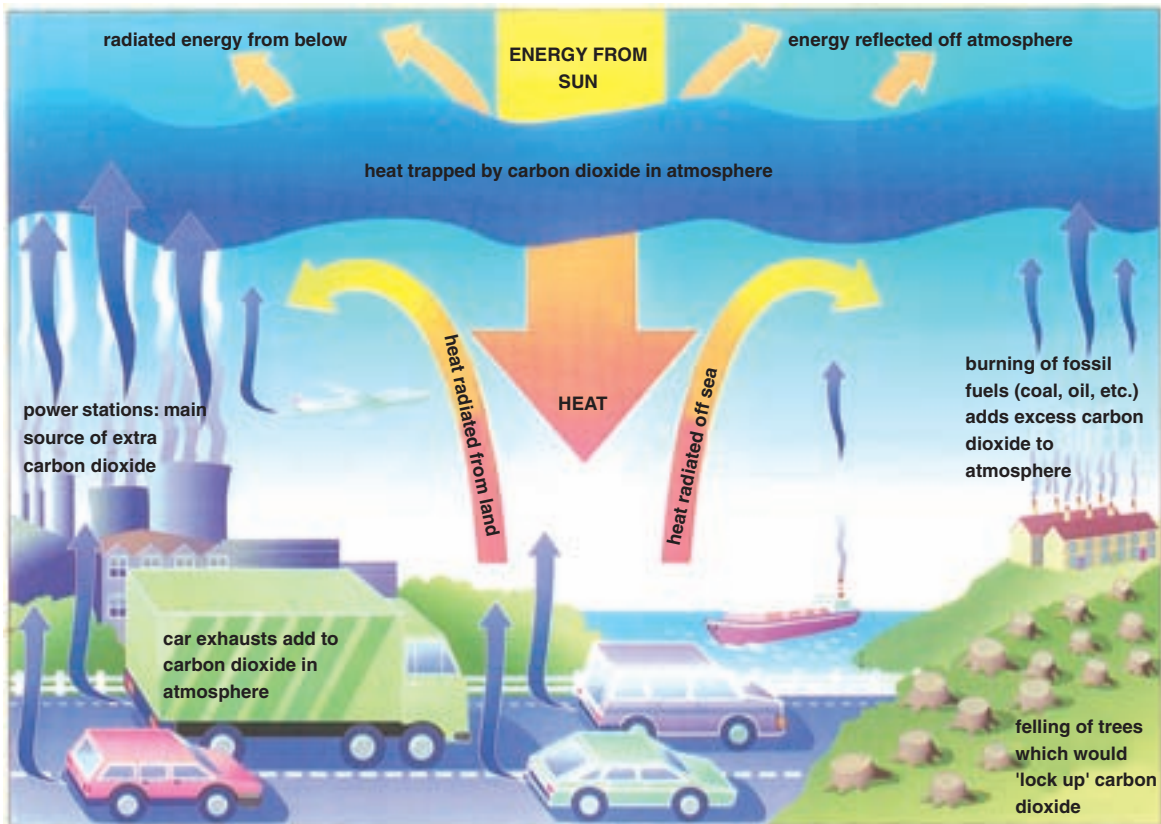 radiated energy from below
ENERGY FROM
SUN
energy reflected off atmosphere
heat trapped by carbon dioxide in atmosphere
power stations: main
source of extra
carbon dioxide
heat radiated from land
HEAT
heat radiated off sea
burning of fossil
fuels (coal, oil, etc.)
adds excess carbon
dioxide to
atmosphere
car exhausts add to
carbon dioxide in
atmosphere
felling of trees
which would
'lock up' carbon
dioxide